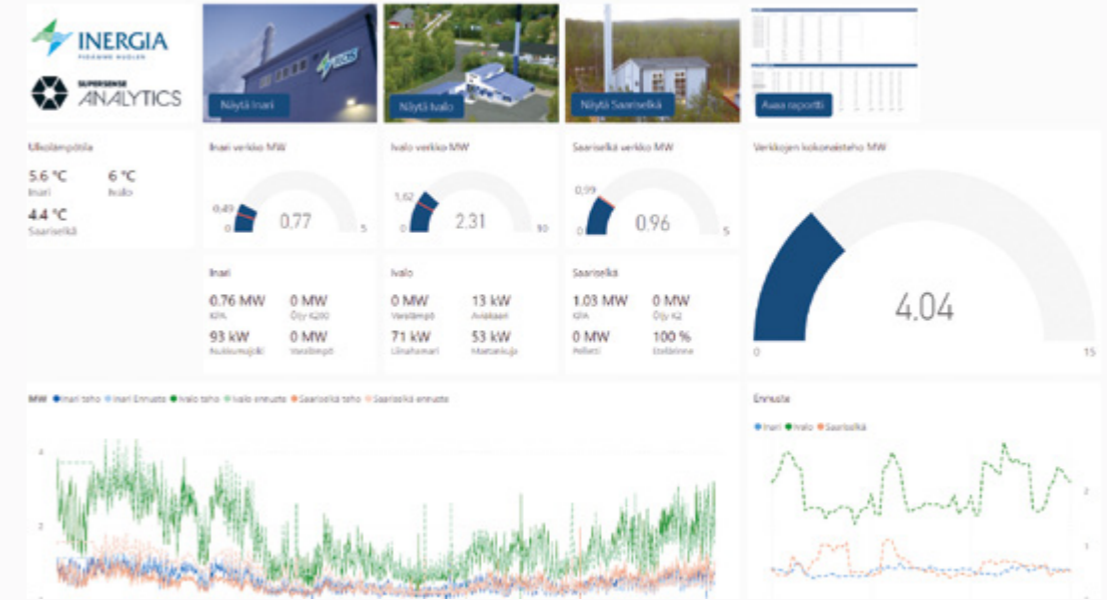 INERGIA
SUPERSENSE
ANALYTICS
Näytä Inari
Näytä Ivalo
Näytä Saariselkä
Avaa raportti
Ulkolämpötila
5.6 °C
Inari
6 °C
Ivalo
4.4 °C
Saariselkä
Inari verkko MW
0,49
0,77
0
5
Ivalo verkko MW
1,62
2,31
0
10
Saariselkä verkko MW
0,99
0,96
0
5
Verkkojen kokonaisteho MW
4,04
0
15
Inari
0.76 MW
KPA
0 MW
Öljy
93 kW
0 MW
Varalämpö
Ivalo
0 MW
Varalämpö
13 kW
71 kW
53 kW
Saariselkä
1.03 MW
KPA
0 MW
Öljy K2
0 MW
Pelletti
100 %
Etelärinne
MW Inari teho Inari Ennuste Ivalo teho Ivalo ennuste Saariselkä teho Saariselkä ennuste
4
2
Ennuste
Inari Ivalo Saariselkä
2
1